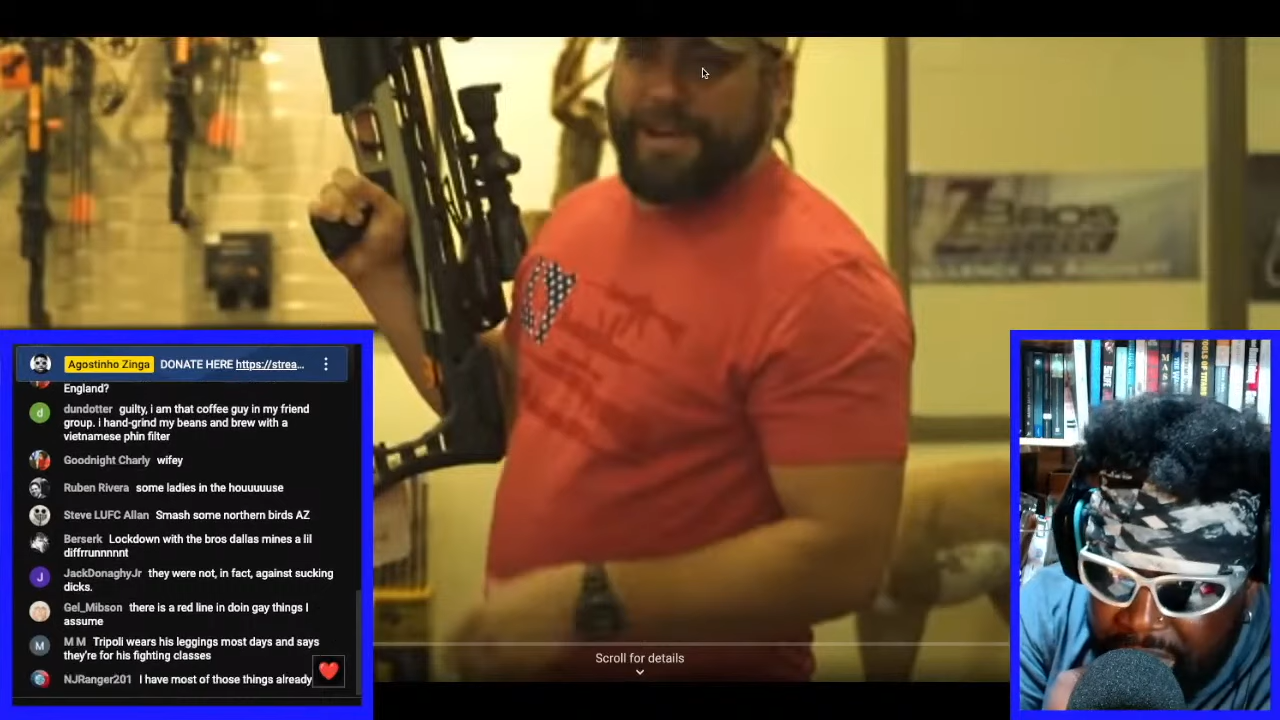 7
Bros
Agostinho Zinga DONATE HERE https://strea...
England?
dundotter guilty, i am that coffee guy in my friend
group. i hand-grind my beans and brew with a
vietnamese phin filter
Goodnight Charly wifey
Ruben Rivera some ladies in the houuuuuse
Steve LUFC Allan Smash some northern birds AZ
Berserk Lockdown with the bros dallas mines a lil
diffrrunnnnnt
J JackDonaghyJr they were not, in fact, against sucking
dicks.
Gel_Mibson there is a red line in doin gay things I
assume
M M M Tripoli wears his leggings most days and says
they're for his fighting classes
NJRanger201 I have most of those things already
d
Scroll for details